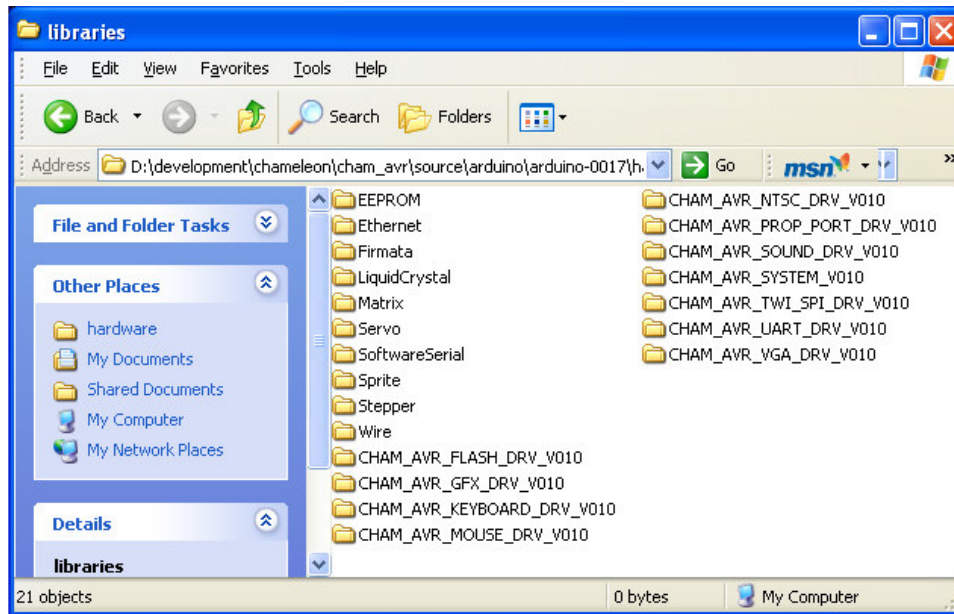 libraries
File Edit View Favorites Tools Help
Back Search Folders
Address D:\development\chameleon\cham_avr\source\arduino\arduino-0017\h Go msn »
File and Folder Tasks
Other Places
hardware
My Documents
Shared Documents
My Computer
My Network Places
Details
libraries
EEPROM
Ethernet
Firmata
LiquidCrystal
Matrix
Servo
SoftwareSerial
Sprite
Stepper
Wire
CHAM_AVR_FLASH_DRV_V010
CHAM_AVR_GFX_DRV_V010
CHAM_AVR_KEYBOARD_DRV_V010
CHAM_AVR_MOUSE_DRV_V010
CHAM_AVR_NTSC_DRV_V010
CHAM_AVR_PROP_PORT_DRV_V010
CHAM_AVR_SOUND_DRV_V010
CHAM_AVR_SYSTEM_V010
CHAM_AVR_TWI_SPI_DRV_V010
CHAM_AVR_UART_DRV_V010
CHAM_AVR_VGA_DRV_V010
21 objects 0 bytes My Computer